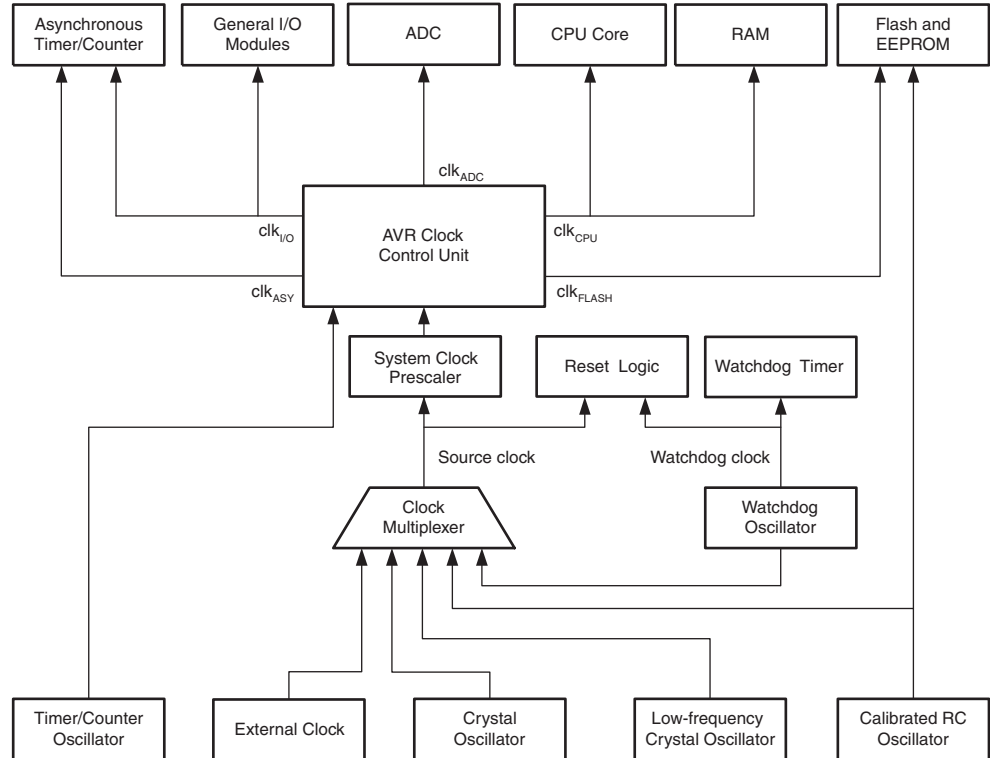 Asynchronous
Timer/Counter
General I/O
Modules
ADC
CPU Core
RAM
Flash and
EEPROM
clkADC
clkI/O
AVR Clock
Control Unit
clkCPU
clkASY
clkFLASH
System Clock
Prescaler
Reset Logic
Watchdog Timer
Source clock
Watchdog clock
Clock
Multiplexer
Watchdog
Oscillator
Timer/Counter
Oscillator
External Clock
Crystal
Oscillator
Low-frequency
Crystal Oscillator
Calibrated RC
Oscillator